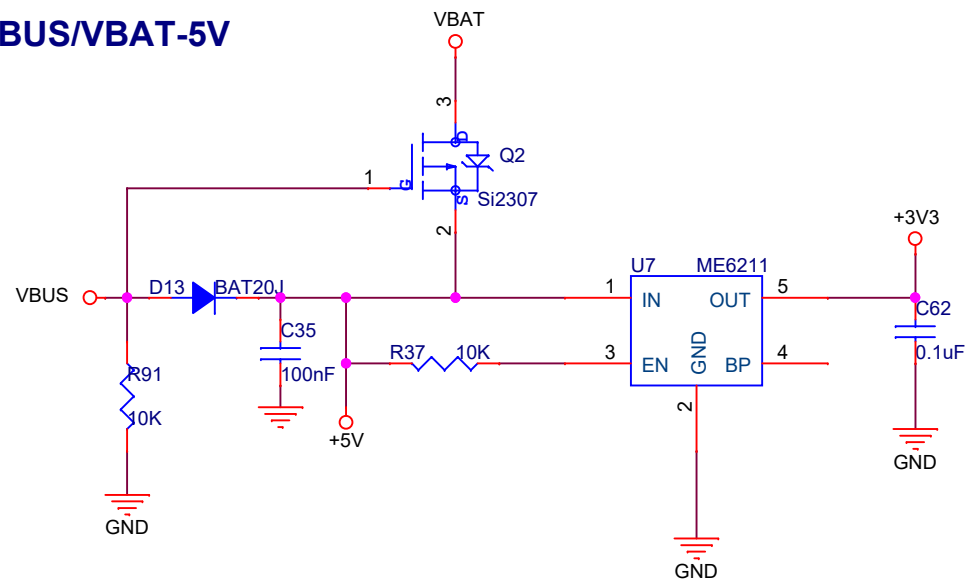 BUS/VBAT-5V
VBAT
3
D
Q2
1
G
S
Si2307
2
+3V3
U7 ME6211
VBUS
D13 BAT20J
1 IN OUT 5
C35
C62
100nF
R37 10K
3 EN GND BP 4
0.1uF
R91
10K
2
+5V
GND
GND
GND